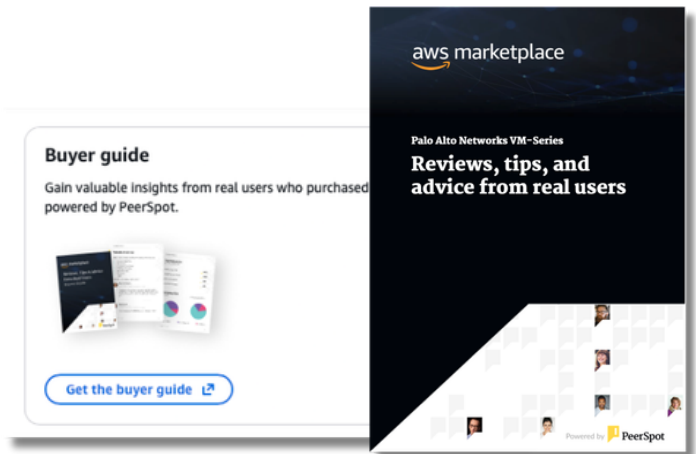 Buyer guide
Gain valuable insights from real users who purchased
powered by PeerSpot.
Get the buyer guide
aws marketplace
Palo Alto Networks VM-Series
Reviews, tips, and
advice from real users
Powered by PeerSpot